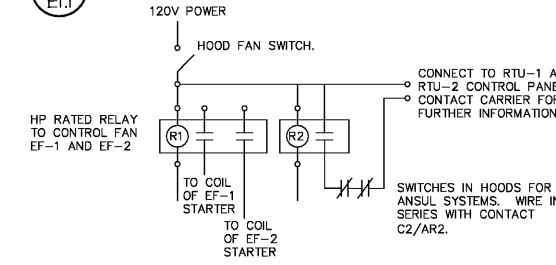 E1.1
120V POWER
HOOD FAN SWITCH.
CONNECT TO RTU-1
RTU-2 CONTROL
CONTACT CARRIER FOR
FURTHER INFORMATION
HP RATED RELAY
TO CONTROL FAN
EF-1 AND EF-2
R1
R2
TO COIL
OF EF-1
STARTER
TO COIL
OF EF-2
STARTER
SWITCHES IN HOODS FOR
ANSUL SYSTEMS. WIRE IN
SERIES WITH CONTACT
C2/AR2.